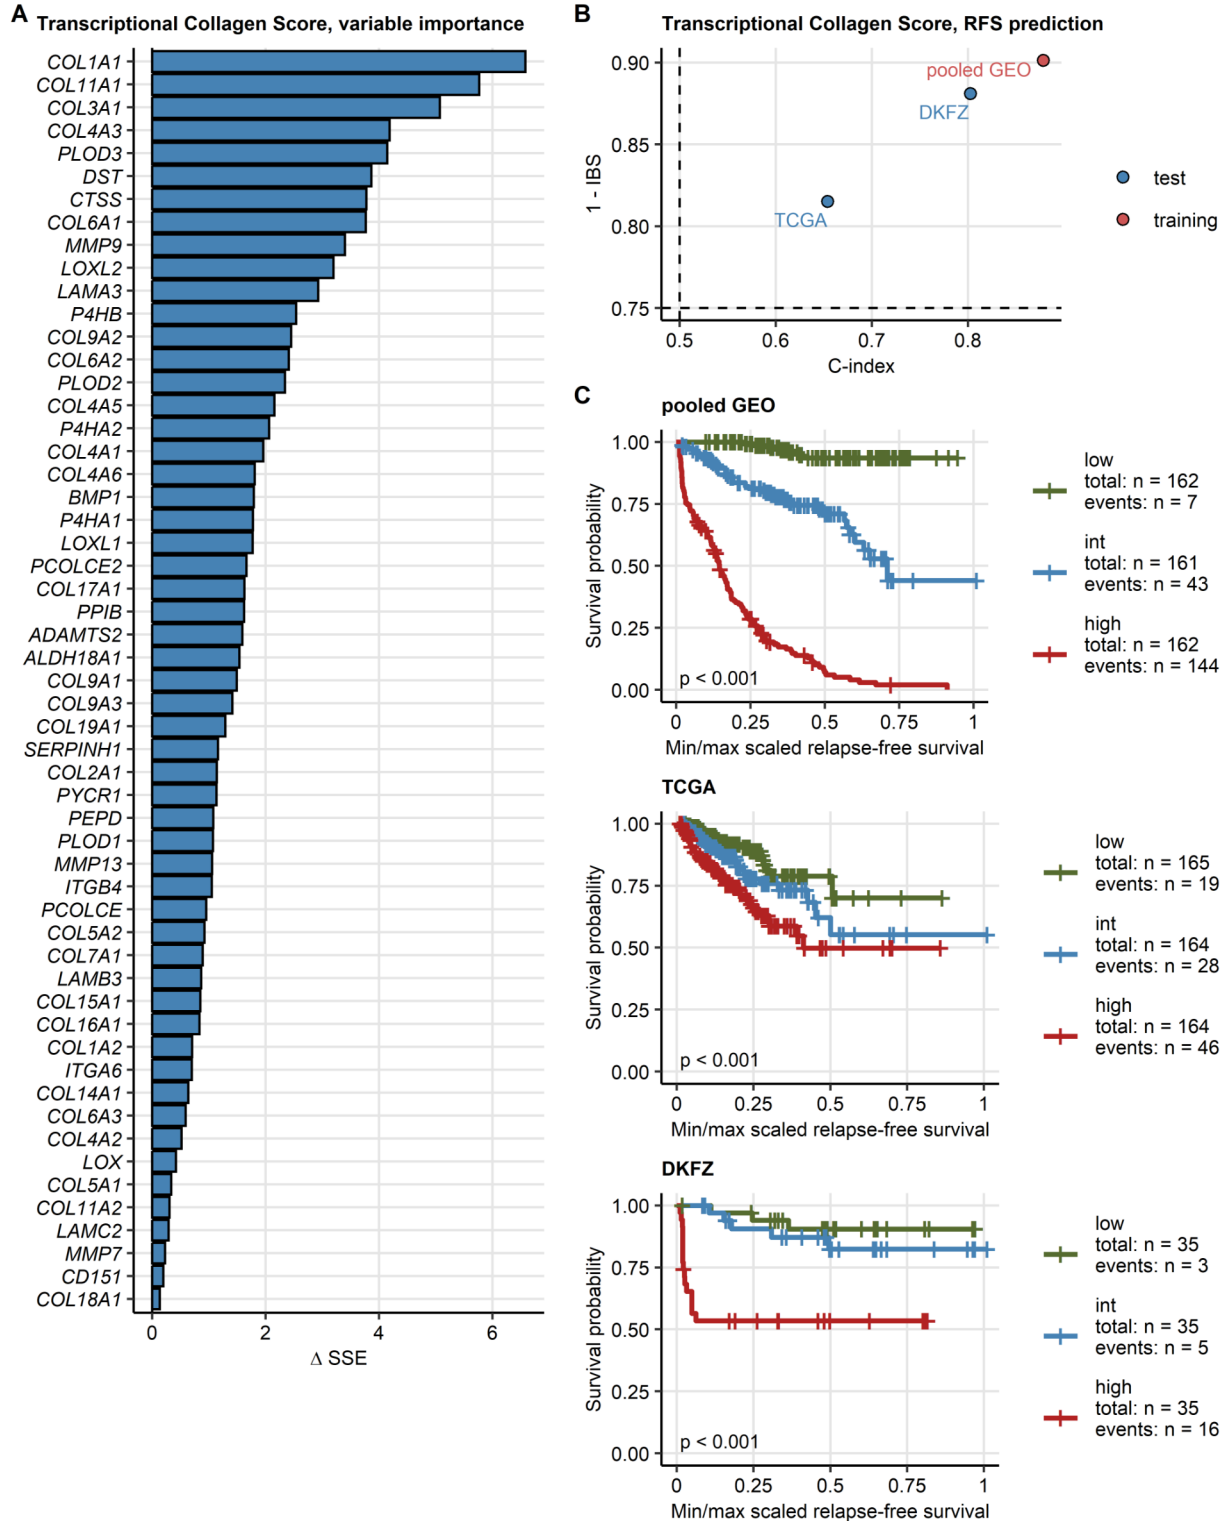 A Transcriptional Collagen Score, variable importance
COL1A1
COL11A1
COL3A1
COL4A3
PLOD3
DST
CTSS
COL6A1
MMP9
LOXL2
LAMA3
P4HB
COL9A2
COL6A2
PLOD2
COL4A5
P4HA2
COL4A1
COL4A6
BMP1
P4HA1
LOXL1
PCOLCE2
COL17A1
PPIB
ADAMTS2
ALDH18A1
COL9A1
COL9A3
COL19A1
SERPINH1
COL2A1
PYCR1
PEPD
PLOD1
MMP13
ITGB4
PCOLCE
COL5A2
COL7A1
LAMB3
COL15A1
COL16A1
COL1A2
ITGA6
COL14A1
COL6A3
COL4A2
LOX
COL5A1
COL11A2
LAMC2
MMP7
CD151
COL18A1
0 2 4 6
Δ SSE
B Transcriptional Collagen Score, RFS prediction
1 - IBS
0.90
0.85
0.80
0.75
pooled GEO
DKFZ
TCGA
0.5 0.6 0.7 0.8
C-index
test
training
C
pooled GEO
Survival probability
1.00
0.75
0.50
0.25
0.00
p < 0.001
0 0.25 0.5 0.75 1
Min/max scaled relapse-free survival
low
total: n = 162
events: n = 7
int
total: n = 161
events: n = 43
high
total: n = 162
events: n = 144
TCGA
Survival probability
1.00
0.75
0.50
0.25
0.00
p < 0.001
0 0.25 0.5 0.75 1
Min/max scaled relapse-free survival
low
total: n = 165
events: n = 19
int
total: n = 164
events: n = 28
high
total: n = 164
events: n = 46
DKFZ
Survival probability
1.00
0.75
0.50
0.25
0.00
p < 0.001
0 0.25 0.5 0.75 1
Min/max scaled relapse-free survival
low
total: n = 35
events: n = 3
int
total: n = 35
events: n = 5
high
total: n = 35
events: n = 16